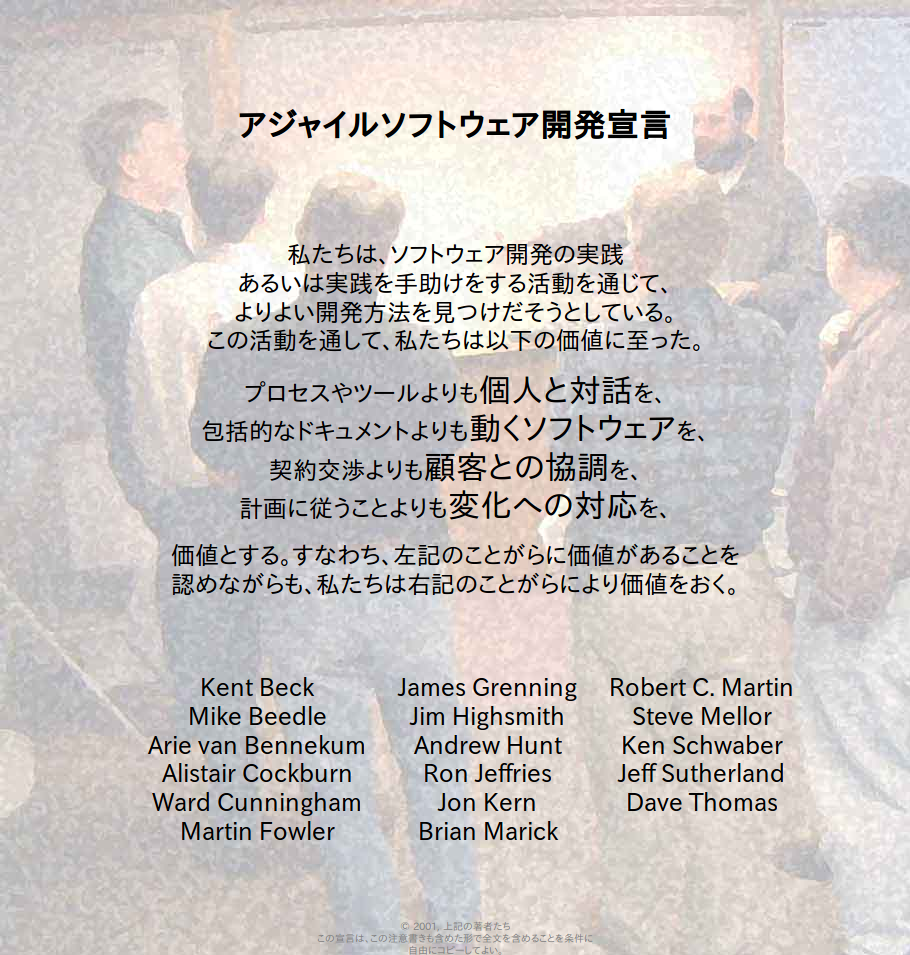 アジャイルソフトウェア開発宣言
私たちは、ソフトウェア開発の実践
あるいは実践を手助けをする活動を通じて、
よりよい開発方法を見つけだそうとしている。
この活動を通して、私たちは以下の価値に至った。
プロセスやツールよりも個人と対話を、
包括的なドキュメントよりも動くソフトウェアを、
契約交渉よりも顧客との協調を、
計画に従うことよりも変化への対応を、
価値とする。すなわち、左記のことがらに価値があることを
認めながらも、私たちは右記のことがらにより価値をおく。
Kent Beck
Mike Beedle
Arie van Bennekum
Alistair Cockburn
Ward Cunningham
Martin Fowler
James Grenning
Jim Highsmith
Andrew Hunt
Ron Jeffries
Jon Kern
Brian Marick
Robert C. Martin
Steve Mellor
Ken Schwaber
Jeff Sutherland
Dave Thomas
© 2001, 上記の著者たち
この宣言は、この注意書きも含めた形で全文を含めることを条件に
自由にコピーしてよい。